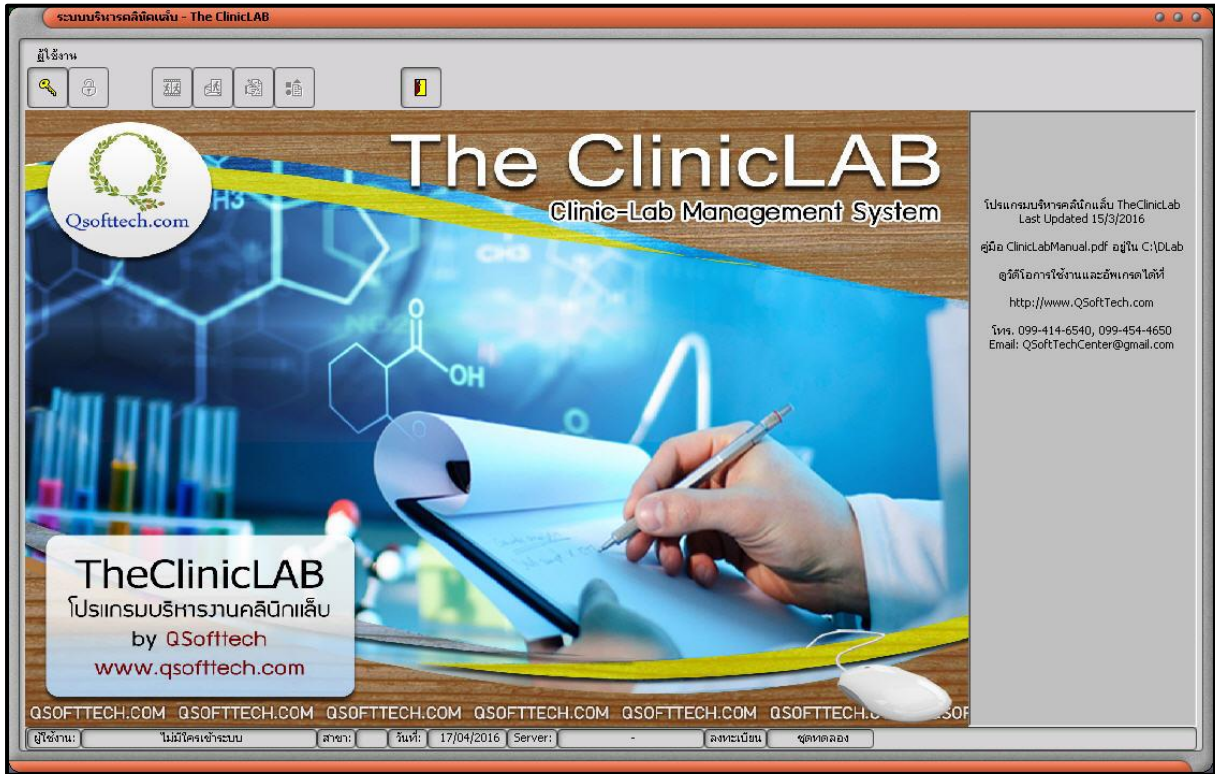 ระบบบริหารคลินิคแล็บ - The ClinicLAB
ผู้ใช้งาน
Qsofttech.com
The ClinicLAB
Clinic-Lab Management System
CH3
CH3
NO2
O
OH
O
O
โปรแกรมบริหารคลินิกแล็บ TheClinicLab
Last Updated 15/3/2016
คู่มือ ClinicLabManual.pdf อยู่ใน C:\DLab
ดูวิดีโอการใช้งานและอัพเกรดได้ที่
http://www.QSoftTech.com
โทร. 099-414-6540, 099-454-4650
Email: QSoftTechCenter@gmail.com
TheClinicLAB
โปรแกรมบริหารงานคลินิกแล็บ
by QSofttech
www.qsofttech.com
QSOFTTECH.COM QSOFTTECH.COM QSOFTTECH.COM QSOFTTECH.COM QSOFTTECH.COM QSOFTTECH.
ผู้ใช้งาน: ไม่มีใครเข้าระบบ สาขา: วันที่: 17/04/2016 Server: - ลงทะเบียน ชุดทดลอง